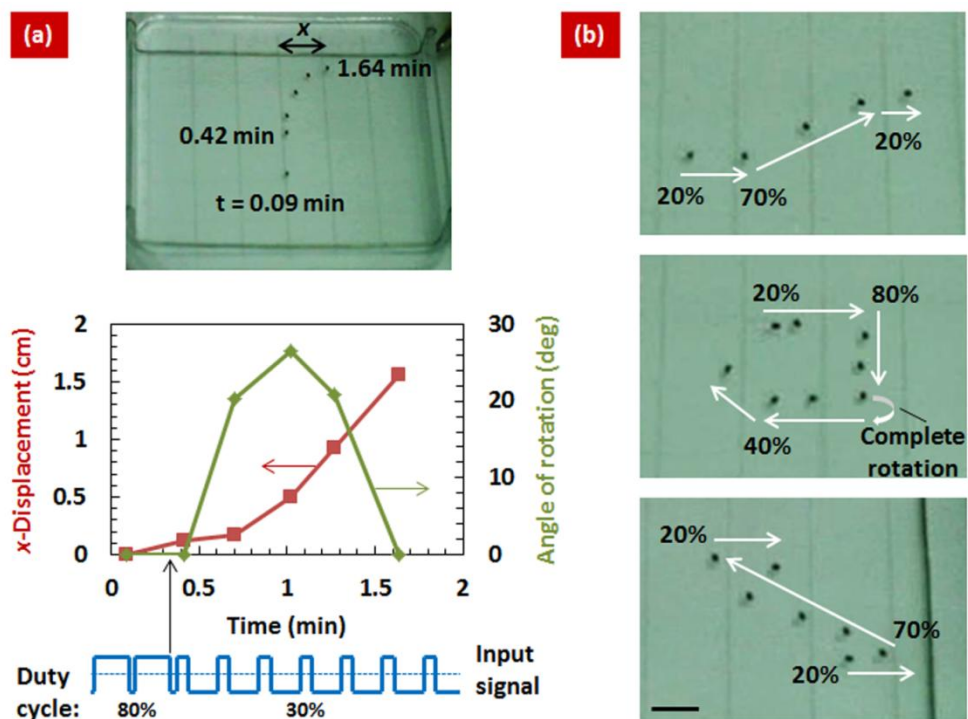 (a)
x
1.64 min
0.42 min
t = 0.09 min
x-Displacement (cm)
2
1.5
1
0.5
0
30
20
10
0
Angle of rotation (deg)
0
0.5
1
1.5
2
Time (min)
Duty
cycle:
80%
30%
Input
signal
(b)
20%
70%
20%
20%
80%
40%
Complete
rotation
20%
70%
20%